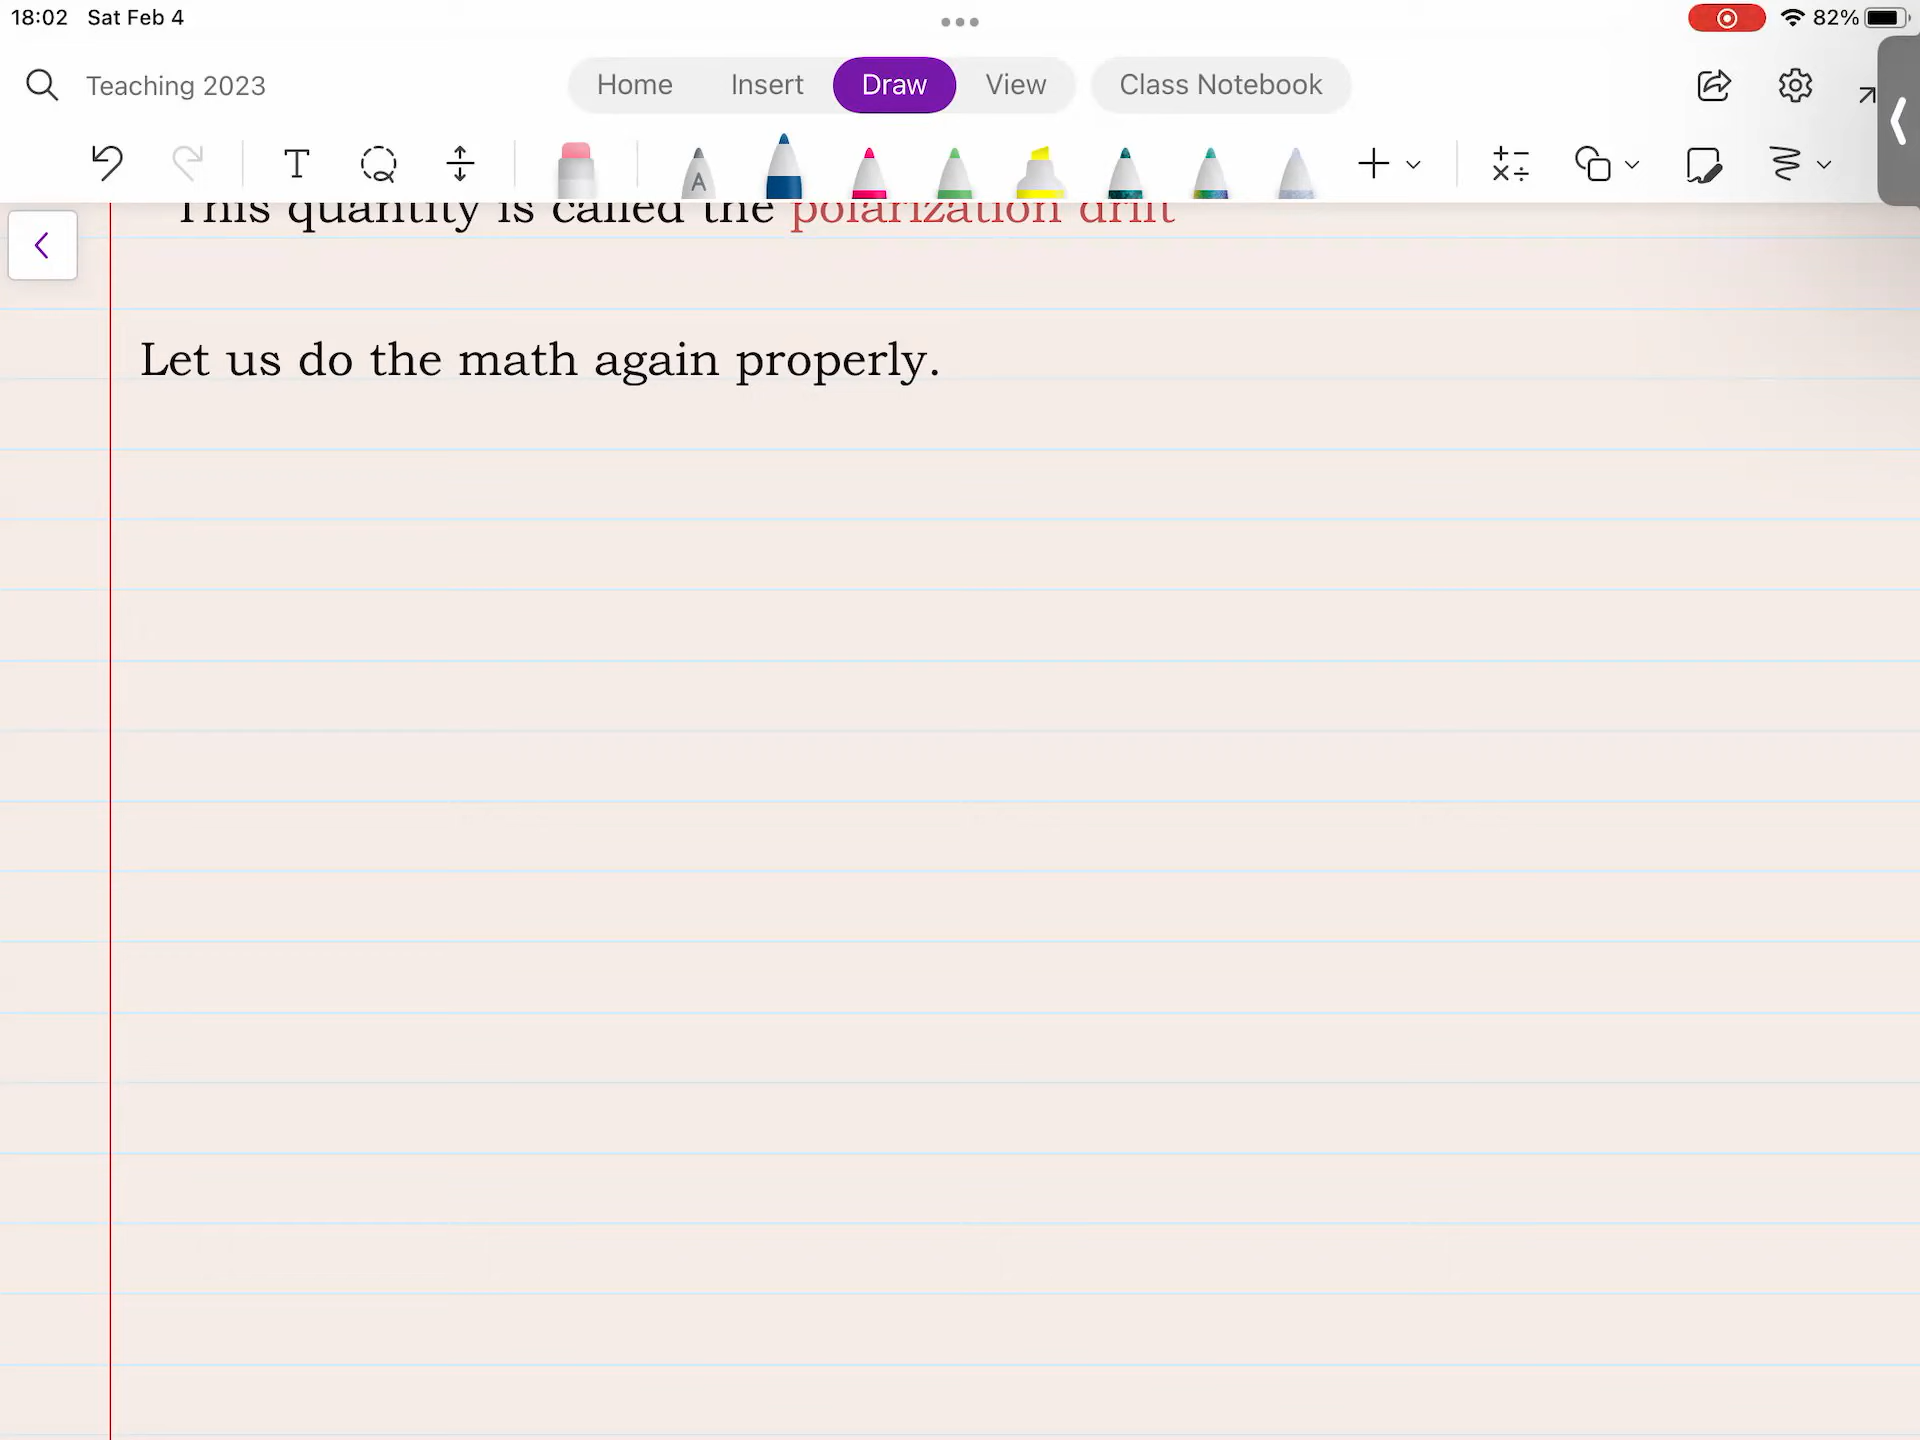 18:02 Sat Feb 4 82%
Teaching 2023 Home Insert Draw View Class Notebook
T A
This quantity is called the polarization drift
Let us do the math again properly.